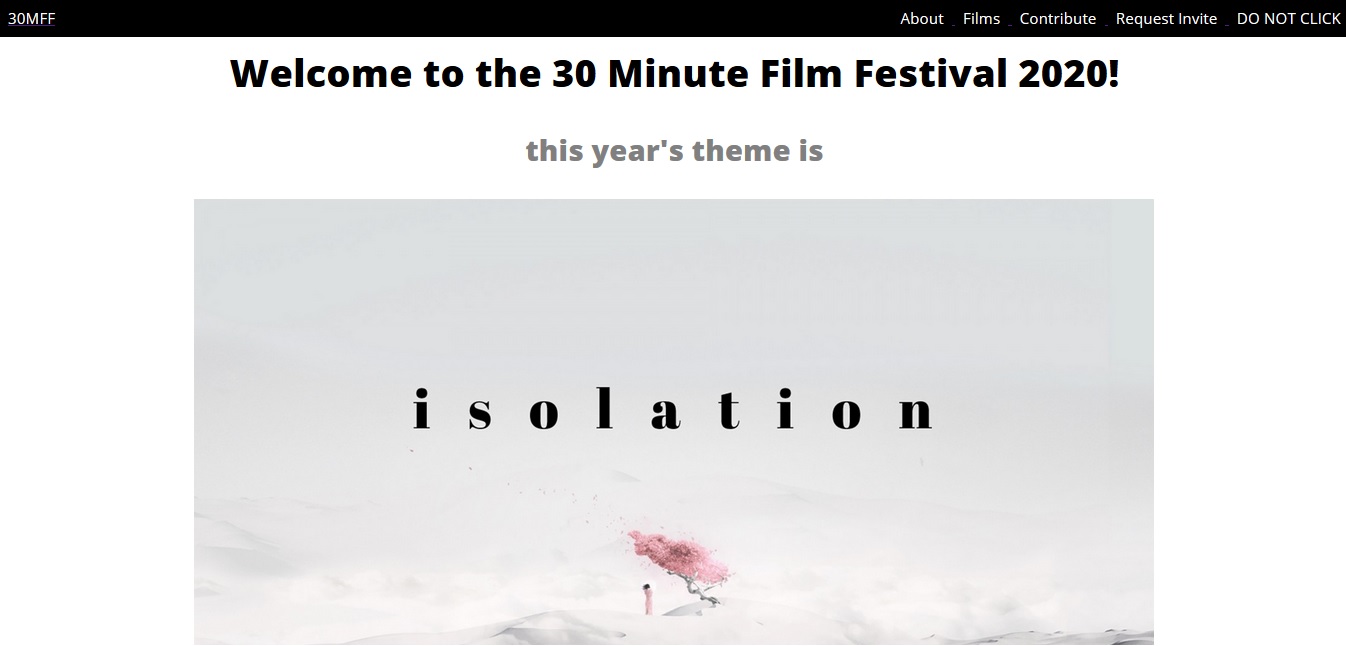 30MFF About Films Contribute Request Invite DO NOT CLICK
Welcome to the 30 Minute Film Festival 2020!
this year's theme is
isolation